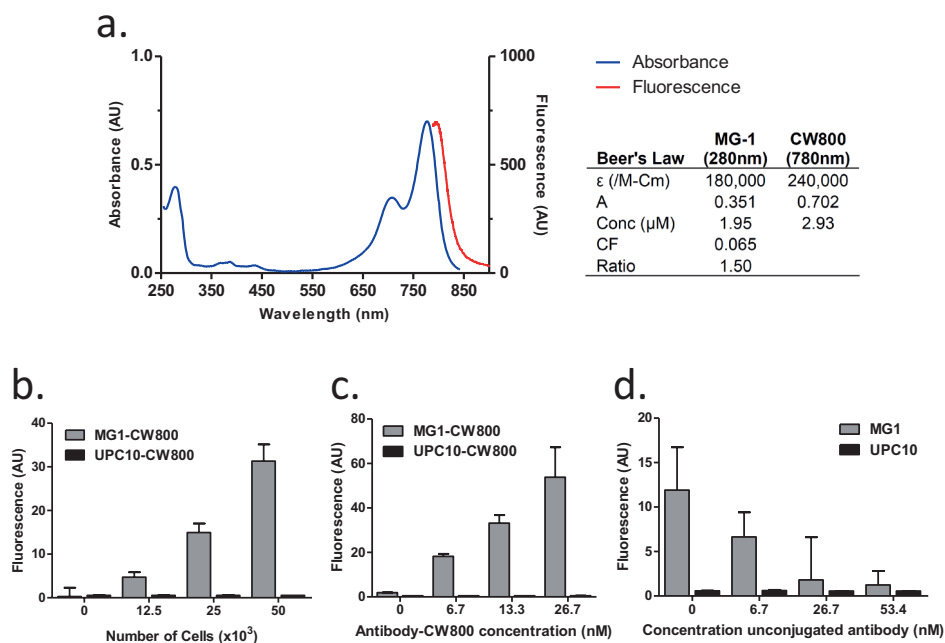 a.
1.0
0.5
0.0
Absorbance (AU)
250 350 450 550 650 750 850
Wavelength (nm)
1000
500
0
Fluorescence (AU)
Absorbance
Fluorescence
Beer's Law MG-1 (280nm) CW800 (780nm)
ε (/M-Cm) 180,000 240,000
A 0.351 0.702
Conc (µM) 1.95 2.93
CF 0.065
Ratio 1.50
b.
40
30
20
10
0
Fluorescence (AU)
MG1-CW800
UPC10-CW800
0 12.5 25 50
Number of Cells (x10³)
c.
80
60
40
20
0
Fluorescence (AU)
MG1-CW800
UPC10-CW800
0 6.7 13.3 26.7
Antibody-CW800 concentration (nM)
d.
20
15
10
5
0
Fluorescence (AU)
MG1
UPC10
0 6.7 26.7 53.4
Concentration unconjugated antibody (nM)